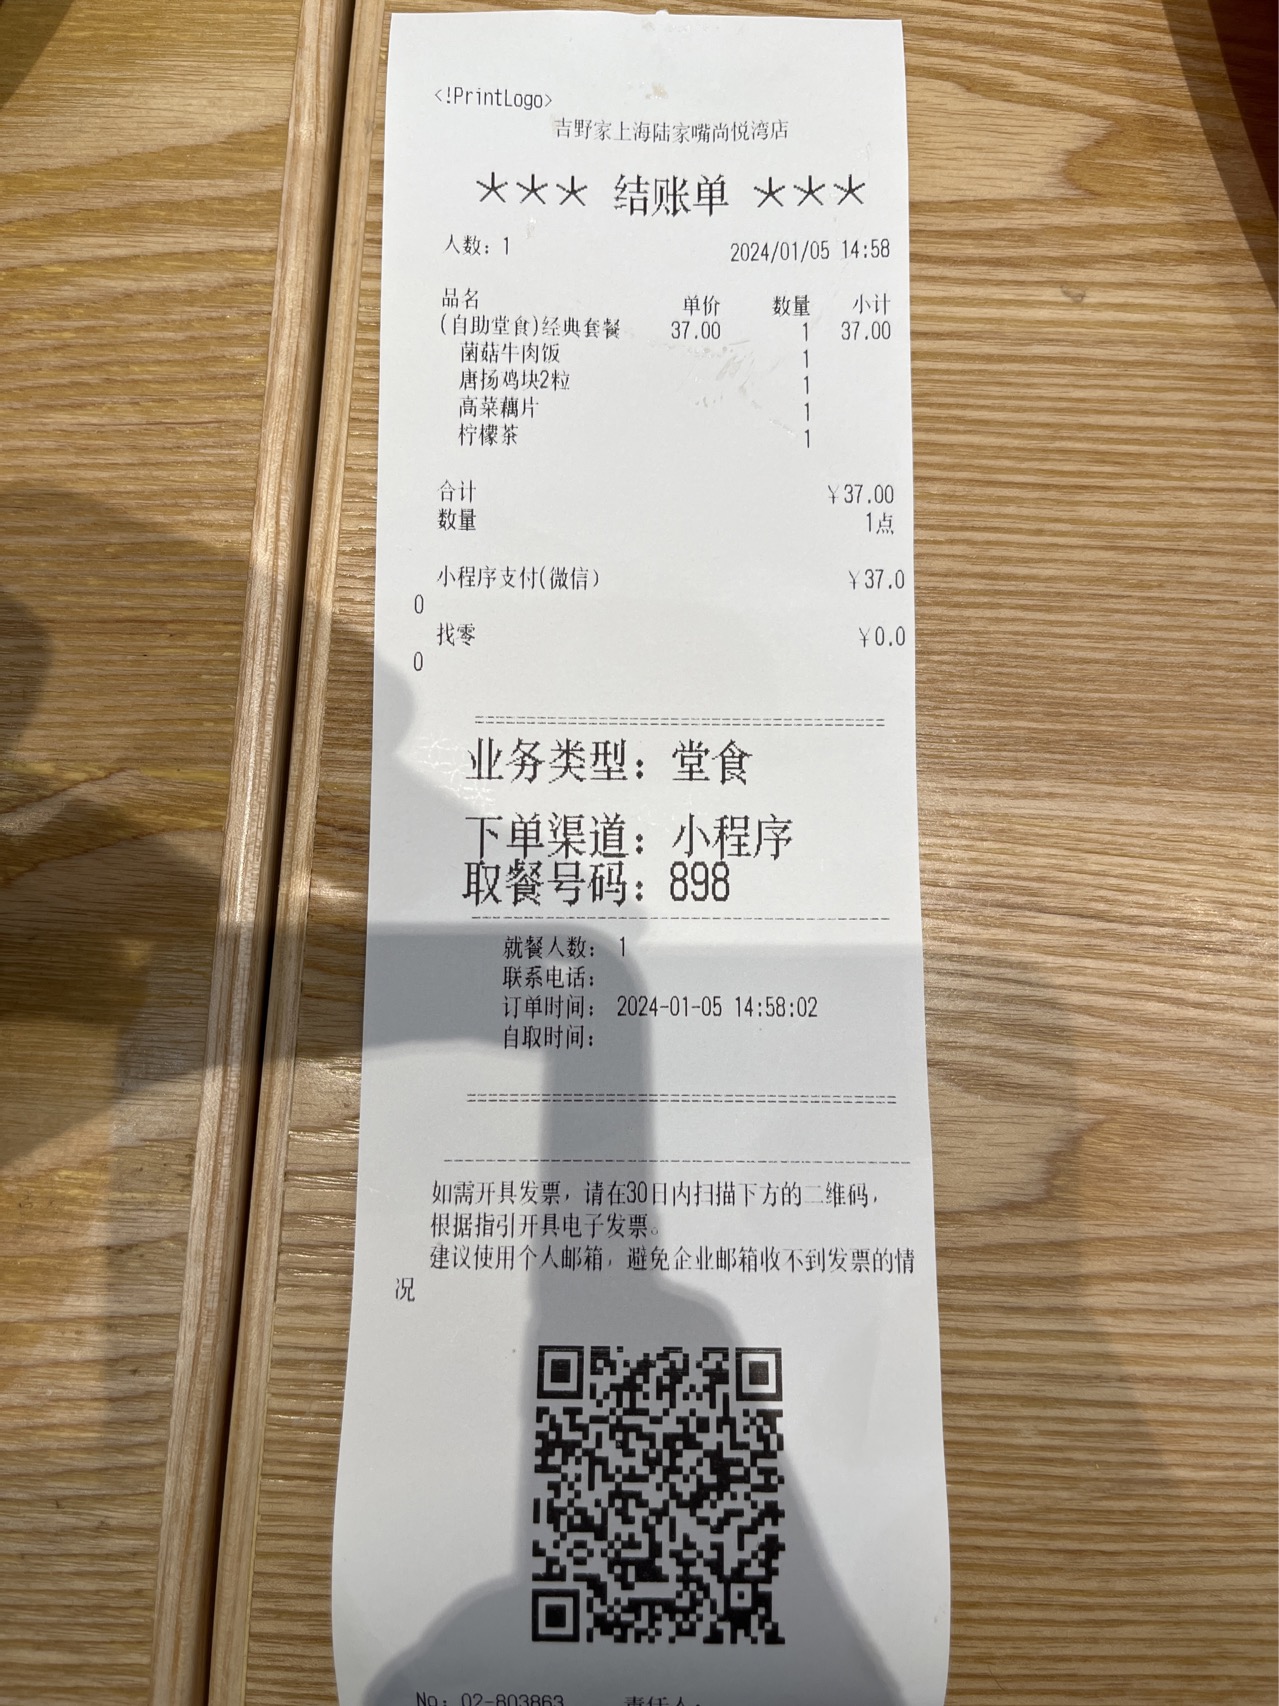 <!PrintLogo>
吉野家上海陆家嘴尚悦湾店
*** 结账单 ***
人数：1 2024/01/05 14:58
品名 单价 数量 小计
(自助堂食)经典套餐 37.00 1 37.00
菌菇牛肉饭 1
唐扬鸡块2粒 1
高菜藕片 1
柠檬茶 1
合计 ￥37.00
数量 1点
小程序支付(微信) ￥37.0
0
找零 ￥0.0
0
业务类型：堂食
下单渠道：小程序
取餐号码：898
就餐人数： 1
联系电话：
订单时间： 2024-01-05 14:58:02
自取时间：
如需开具发票，请在30日内扫描下方的二维码，
根据指引开具电子发票。
建议使用个人邮箱，避免企业邮箱收不到发票的情
况
No: 02-803863 责任人: